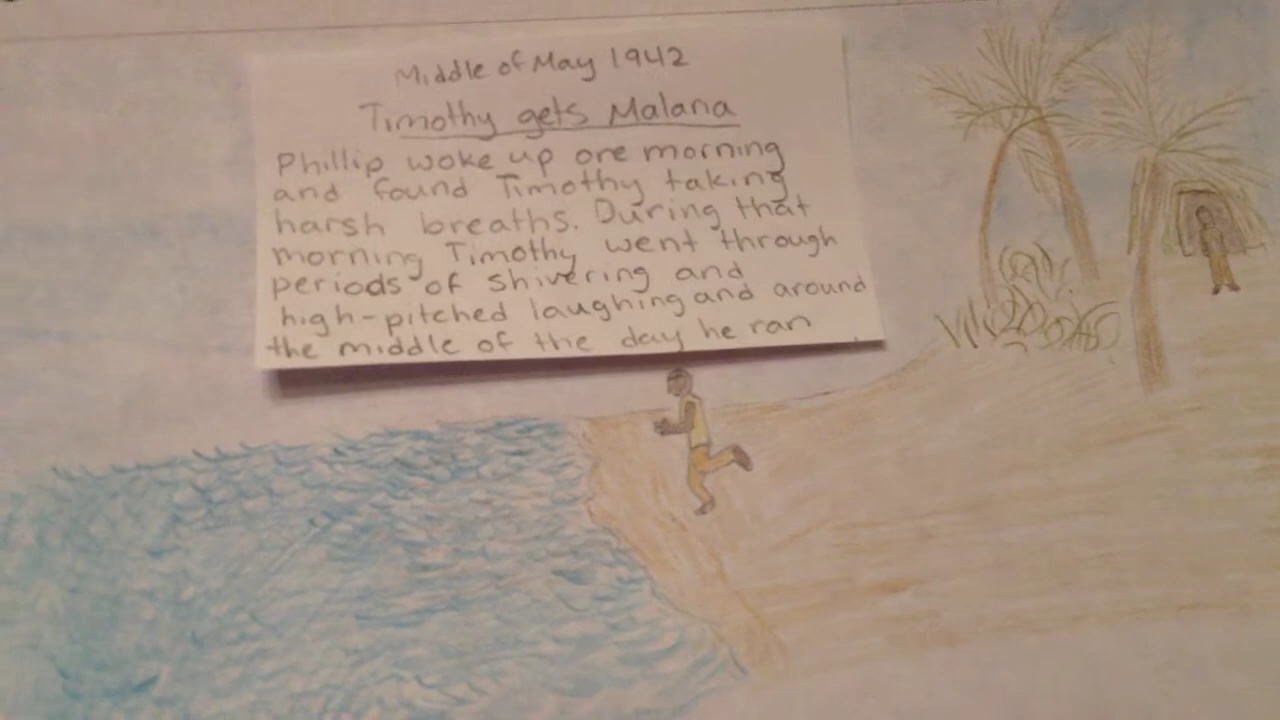 Middle of May 1942
Timothy gets Malaria
Phillip woke up one morning
and found Timothy taking
harsh breaths. During that
morning Timothy went through
periods of shivering and
high-pitched laughing and around
the middle of the day he ran